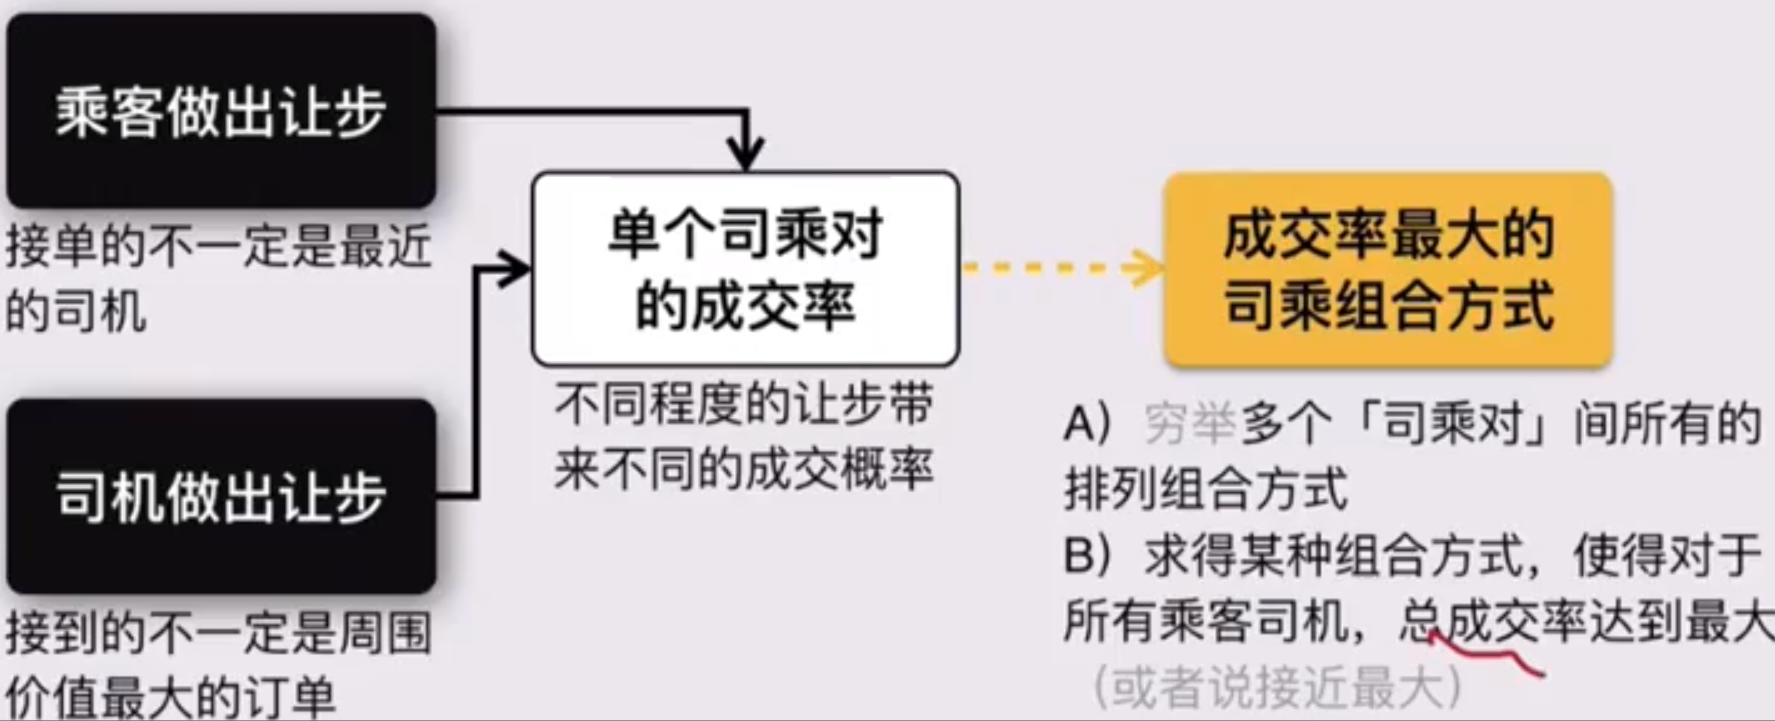 乘客做出让步
接单的不一定是最近
的司机
司机做出让步
接到的不一定是周围
价值最大的订单
单个司乘对
的成交率
不同程度的让步带
来不同的成交概率
成交率最大的
司乘组合方式
A）穷举多个「司乘对」间所有的
排列组合方式
B）求得某种组合方式，使得对于
所有乘客司机，总成交率达到最大
（或者说接近最大）